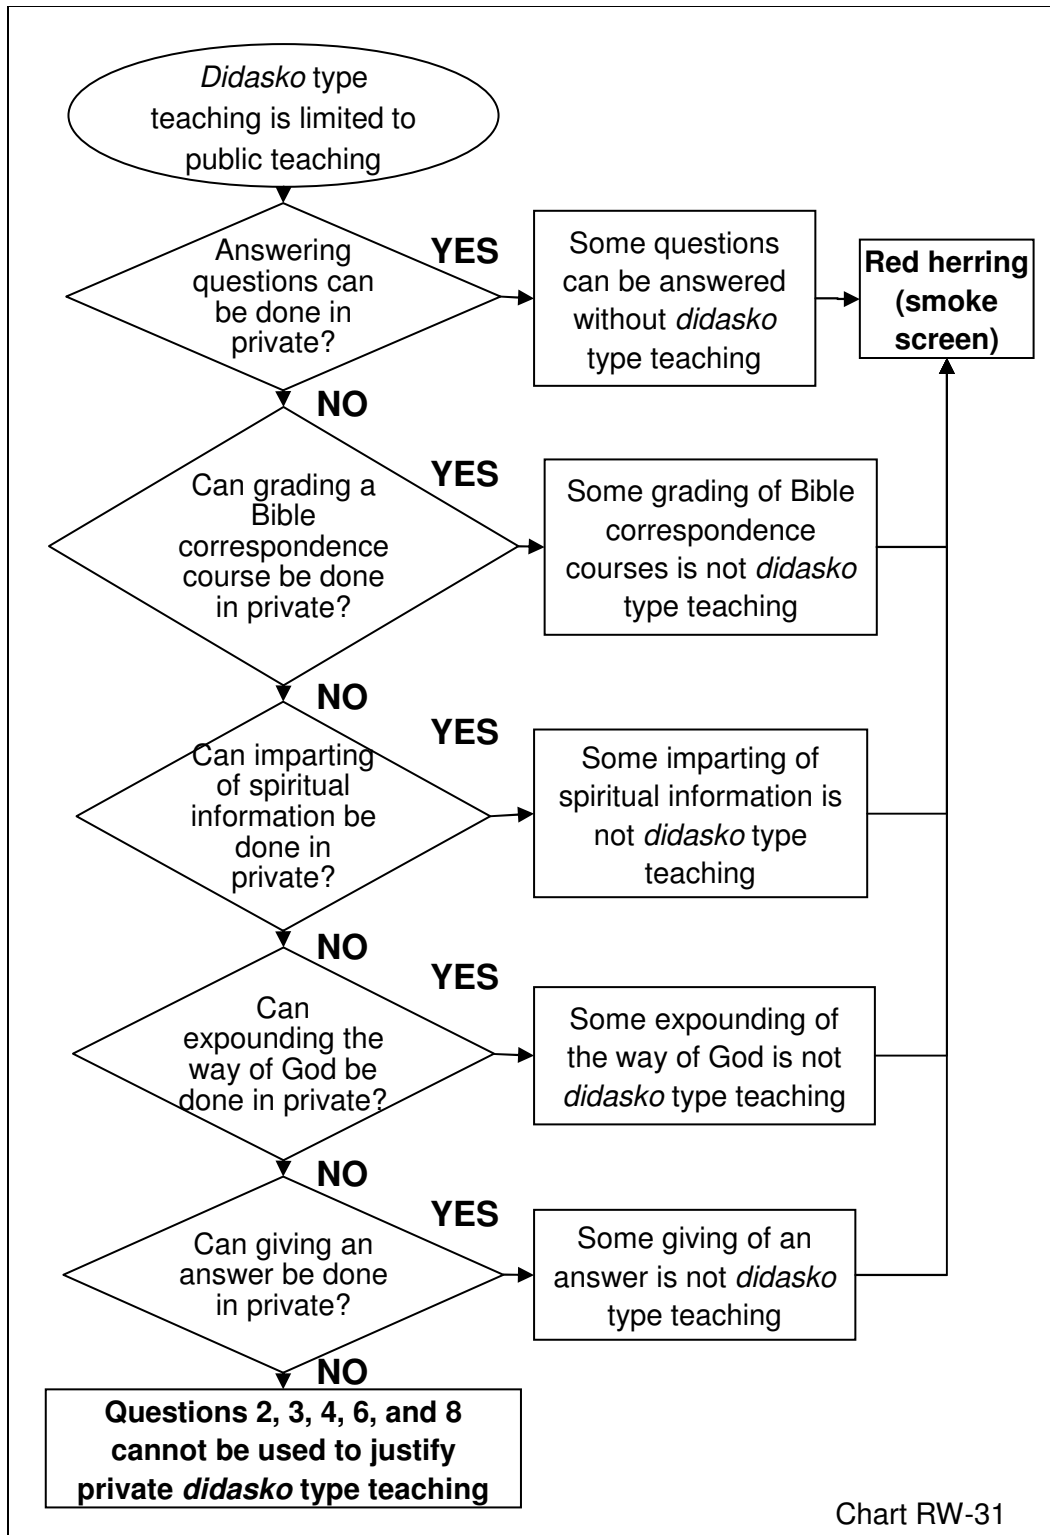 Didasko type
teaching is limited to
public teaching
Answering
questions can
be done in
private?
YES
Some questions
can be answered
without didasko
type teaching
Red herring
(smoke
screen)
NO
Can grading a
Bible
correspondence
course be done
in private?
YES
Some grading of Bible
correspondence
courses is not didasko
type teaching
NO
Can imparting
of spiritual
information be
done in
private?
YES
Some imparting of
spiritual information is
not didasko type
teaching
NO
Can
expounding the
way of God be
done in private?
YES
Some expounding of
the way of God is not
didasko type teaching
NO
Can giving an
answer be done
in private?
YES
Some giving of an
answer is not didasko
type teaching
NO
Questions 2, 3, 4, 6, and 8
cannot be used to justify
private didasko type teaching
Chart RW-31